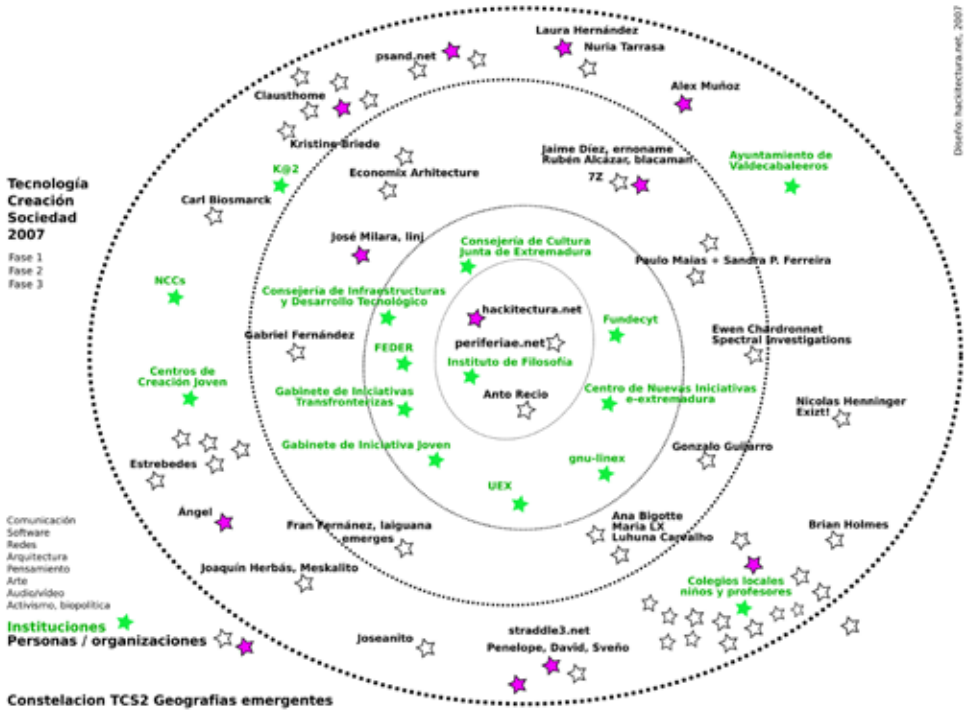 Diseño: hackitectura.net, 2007
Laura Hernández
Nuria Tarrasa
psand.net
Alex Muñoz
Clausthome
Kristine Briede
K@2
Economix Arhitecture
Jaime Díez, ernoname
Rubén Alcázar, blacaman
7Z
Ayuntamiento de
Valdecabaleeros
Tecnología
Creación
Sociedad
2007
Fase 1
Fase 2
Fase 3
Carl Biosmarck
José Milara, linj
Consejería de Cultura
Junta de Extremadura
Paulo Maias + Sandra P. Ferreira
NCCs
Consejería de Infraestructuras
y Desarrollo Tecnológico
hackitectura.net
Fundecyt
Gabriel Fernández
periferiae.net
Ewen Chardronnet
Spectral Investigations
FEDER
Instituto de Filosofía
Centros de
Creación Joven
Gabinete de Iniciativas
Transfronterizas
Anto Recio
Centro de Nuevas Iniciativas
e-extremadura
Nicolas Henninger
Exizt!
Gabinete de Iniciativa Joven
Gonzalo Guijarro
Estrebedes
gnu-linex
UEX
Ángel
Fran Fernánez, laiguana
emerges
Ana Bigotte
Maria LX
Luhuna Carvalho
Brian Holmes
Joaquín Herbás, Meskalito
Colegios locales
niños y profesores
Comunicación
Software
Redes
Arquitectura
Pensamiento
Arte
Audio/vídeo
Activismo, biopolítica
Instituciones
Personas / organizaciones
Joseanito
straddle3.net
Penelope, David, Sveño
Constelacion TCS2 Geografias emergentes